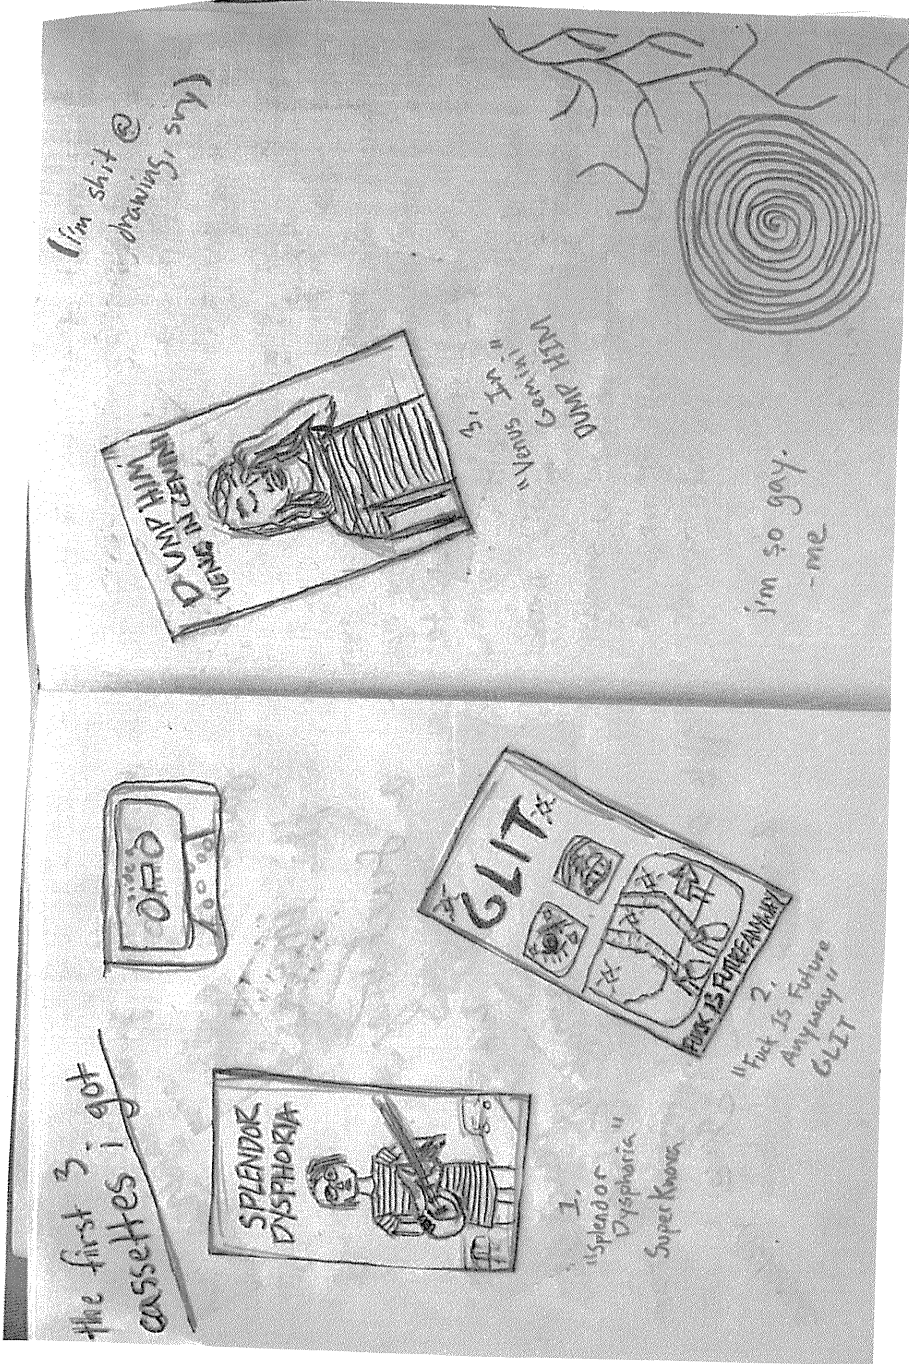 the first 3
cassettes i got
side a
SPLENDOR
DYSPHORIA
1.
"Splendor
Dysphoria"
SuperKnova
GLIT
FUCK IS FUTURE ANYWAY
2.
"Fuck Is Future
Anyway"
GLIT
(i'm shit @
drawing, sry)
DUMP HIM
VENUS IN GEMINI
3.
"Venus In
Gemini"
DUMP HIM
i'm so gay.
- me